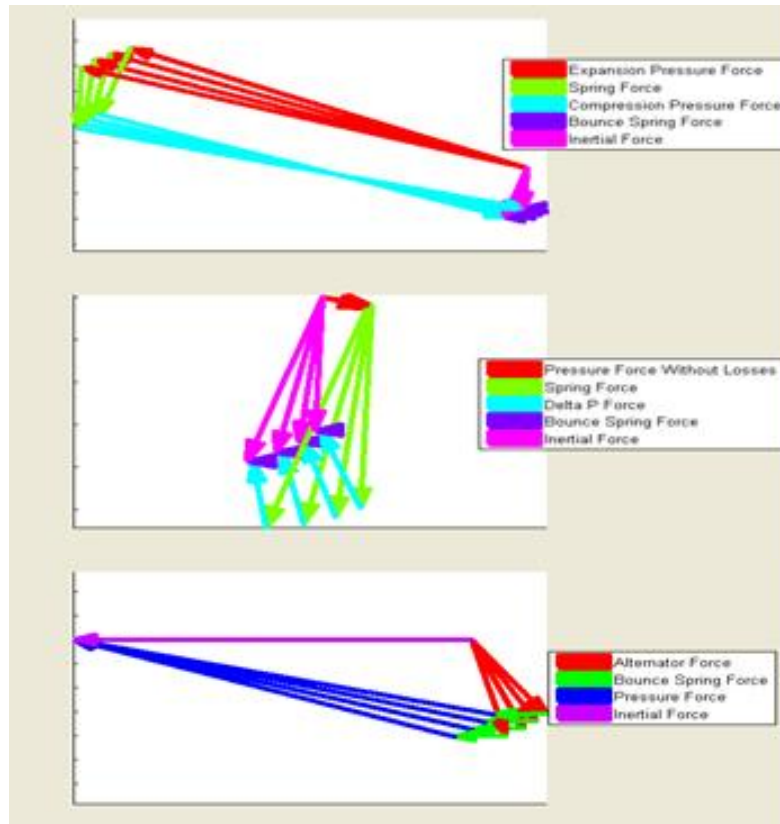 Expansion Pressure Force
Spring Force
Compression Pressure Force
Bounce Spring Force
Inertial Force
Pressure Force Without Losses
Spring Force
Delta P Force
Bounce Spring Force
Inertial Force
Alternator Force
Bounce Spring Force
Pressure Force
Inertial Force